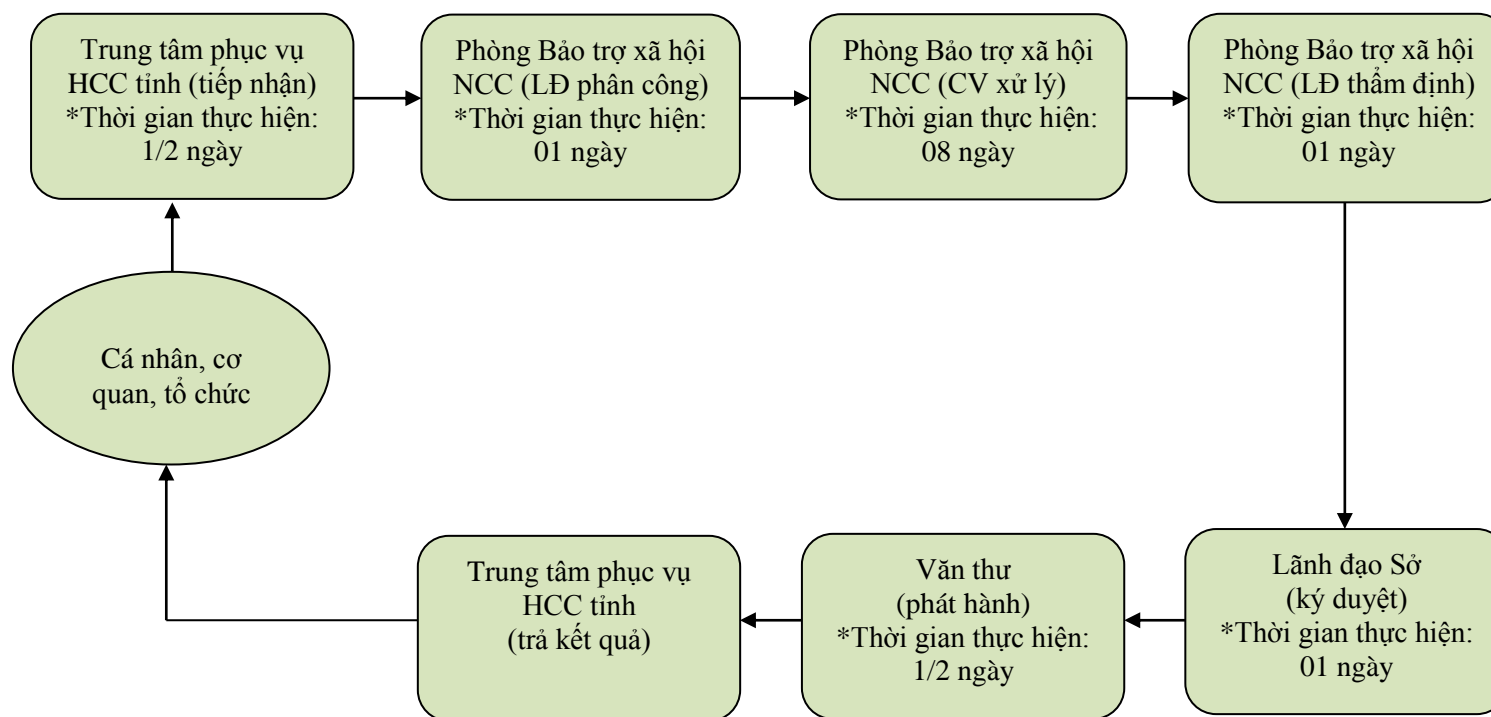 Trung tâm phục vụ
HCC tỉnh (tiếp nhận)
*Thời gian thực hiện:
1/2 ngày
Phòng Bảo trợ xã hội
NCC (LĐ phân công)
*Thời gian thực hiện:
01 ngày
Phòng Bảo trợ xã hội
NCC (CV xử lý)
*Thời gian thực hiện:
08 ngày
Phòng Bảo trợ xã hội
NCC (LĐ thẩm định)
*Thời gian thực hiện:
01 ngày
Cá nhân, cơ
quan, tổ chức
Trung tâm phục vụ
HCC tỉnh
(trả kết quả)
Văn thư
(phát hành)
*Thời gian thực hiện:
1/2 ngày
Lãnh đạo Sở
(ký duyệt)
*Thời gian thực hiện:
01 ngày